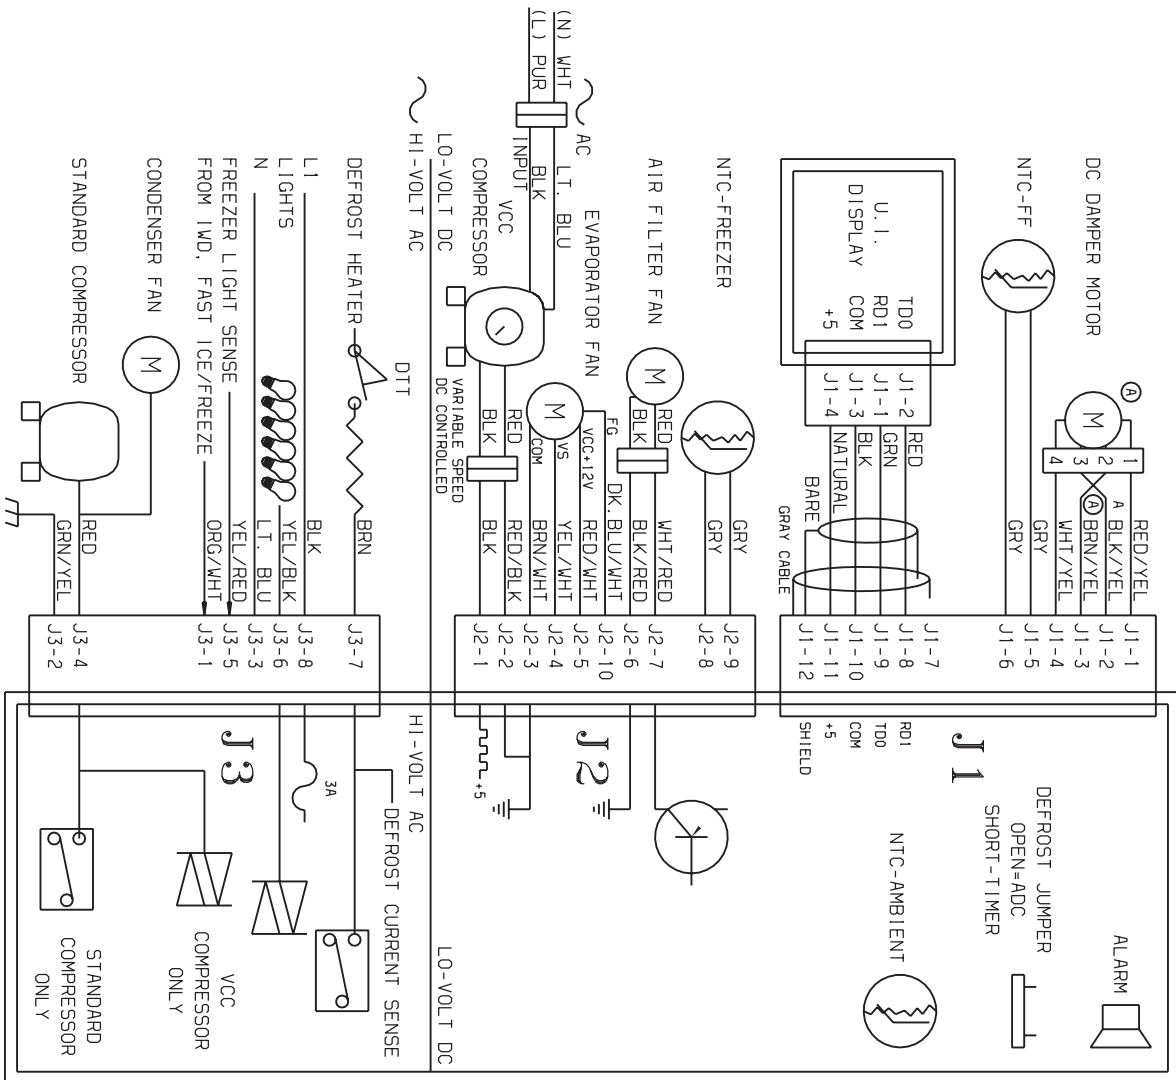 DC DAMPER MOTOR
A
M
1
2
3
4
A
A
RED/YEL
BLK/YEL
BRN/YEL
WHT/YEL
NTC-FF
GRY
GRY
U.I.
DISPLAY
TDO
RD1
COM
+5
J1-2
J1-1
J1-3
J1-4
RED
GRN
BLK
NATURAL
BARE
GRAY CABLE
J1-1
J1-2
J1-3
J1-4
J1-5
J1-6
J1-7
J1-8
J1-9
J1-10
J1-11
J1-12
RD1
TDO
COM
+5
SHIELD
J1
ALARM
DEFROST JUMPER
OPEN=ADC
SHORT-TIMER
NTC-AMBIENT
NTC-FREEZER
GRY
GRY
AIR FILTER FAN
M
RED
BLK
WHT/RED
BLK/RED
EVAPORATOR FAN
M
FG
VCC+12V
VS
COM
DK. BLU/WHT
RED/WHT
YEL/WHT
BRN/WHT
(N) WHT
(L) PUR
AC
INPUT
LT. BLU
BLK
VCC
COMPRESSOR
RED
BLK
RED/BLK
BLK
VARIABLE SPEED
DC CONTROLLED
J2-9
J2-8
J2-7
J2-6
J2-10
J2-5
J2-4
J2-3
J2-2
J2-1
J2
+5
LO-VOLT DC
HI-VOLT AC
LO-VOLT DC
HI-VOLT AC
DEFROST HEATER
DTT
BRN
L1
BLK
LIGHTS
YEL/BLK
N
LT. BLU
FREEZER LIGHT SENSE
YEL/RED
FROM IWD, FAST ICE/FREEZE
ORG/WHT
CONDENSER FAN
M
STANDARD COMPRESSOR
RED
GRN/YEL
J3-7
J3-8
J3-6
J3-3
J3-5
J3-1
J3-4
J3-2
J3
3A
DEFROST CURRENT SENSE
VCC
COMPRESSOR
ONLY
STANDARD
COMPRESSOR
ONLY